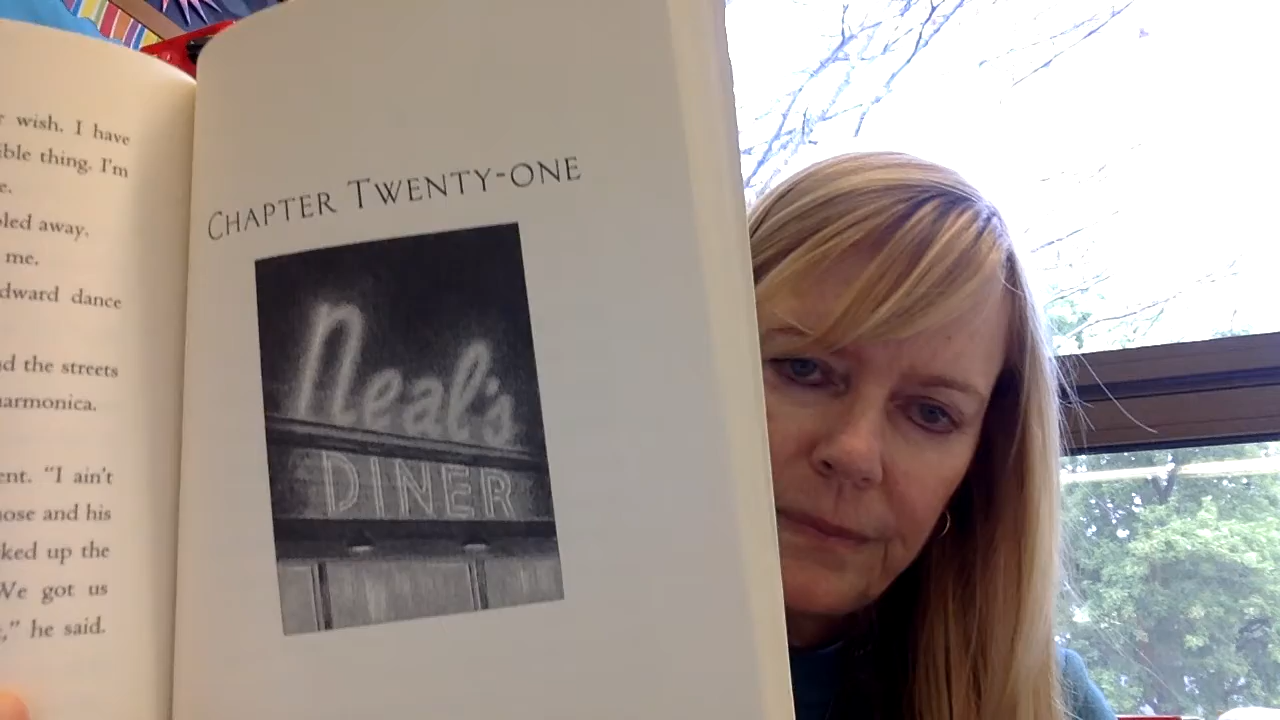 r wish. I have
ible thing. I'm
e.
led away.
me.
dward dance
d the streets
armonica.
ent. "I ain't
ose and his
ked up the
We got us
," he said.
CHAPTER TWENTY-ONE
neal's
DINER